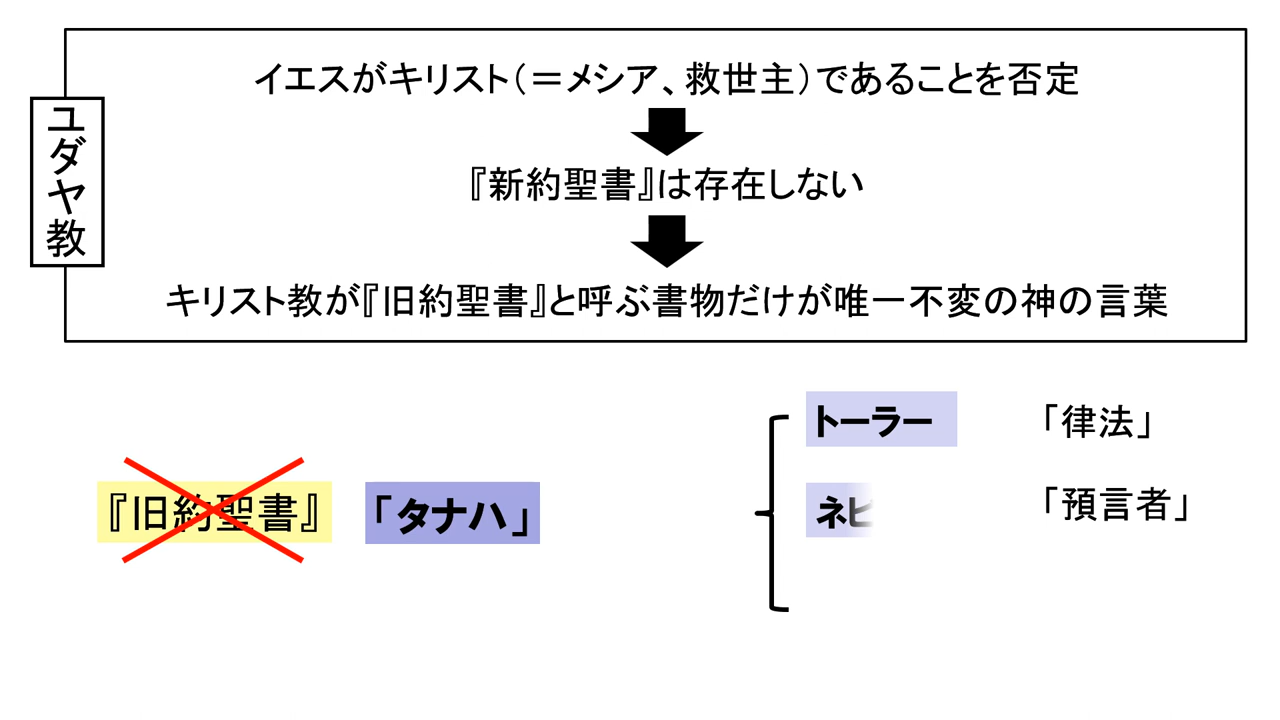 ユダヤ教
イエスがキリスト（＝メシア、救世主）であることを否定
『新約聖書』は存在しない
キリスト教が『旧約聖書』と呼ぶ書物だけが唯一不変の神の言葉
『旧約聖書』
「タナハ」
トーラー
「律法」
ネビ
「預言者」